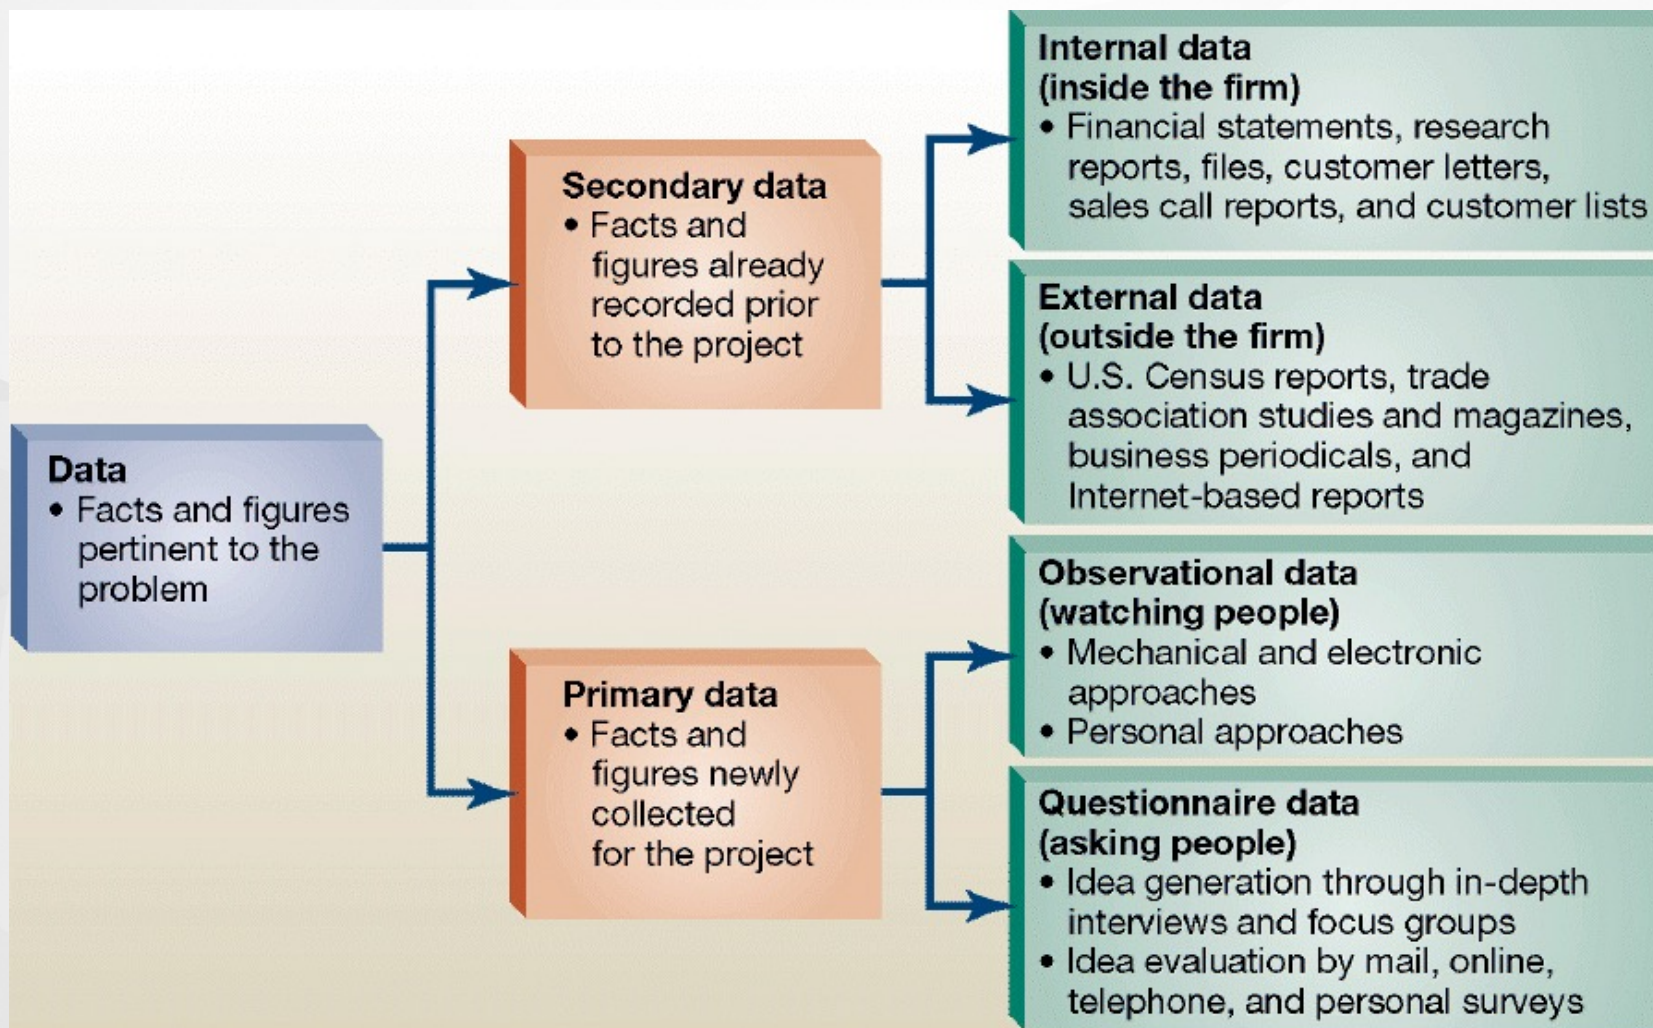 Data
• Facts and figures
pertinent to the
problem
Secondary data
• Facts and
figures already
recorded prior
to the project
Primary data
• Facts and
figures newly
collected
for the project
Internal data
(inside the firm)
• Financial statements, research
reports, files, customer letters,
sales call reports, and customer lists
External data
(outside the firm)
• U.S. Census reports, trade
association studies and magazines,
business periodicals, and
Internet-based reports
Observational data
(watching people)
• Mechanical and electronic
approaches
• Personal approaches
Questionnaire data
(asking people)
• Idea generation through in-depth
interviews and focus groups
• Idea evaluation by mail, online,
telephone, and personal surveys